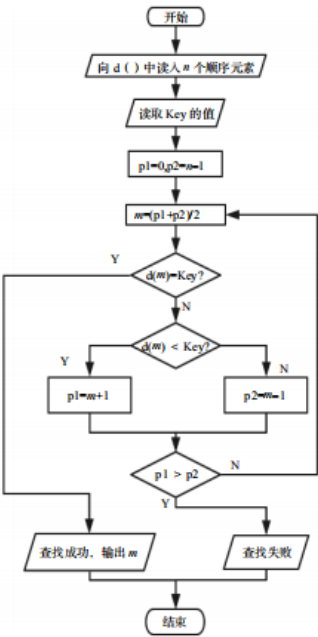 开始
向 d ( ) 中读入 n 个顺序元素
读取 Key 的值
p1=0,p2=n-1
m=(p1+p2)/2
Y
d(m)=Key?
N
d(m) < Key?
Y
N
p1=m+1
p2=m-1
p1 > p2
N
Y
查找成功、输出 m
查找失败
结束